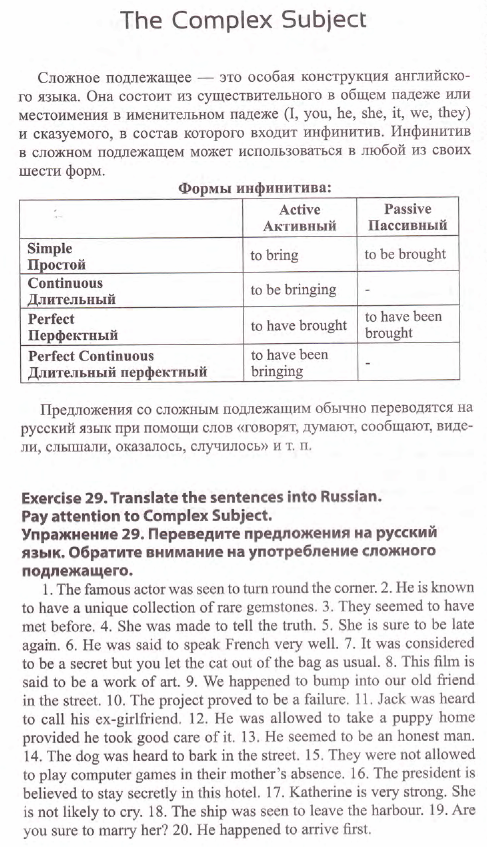 The Complex Subject
Сложное подлежащее — это особая конструкция английско-
го языка. Она состоит из существительного в общем падеже или
местоимения в именительном падеже (I, you, he, she, it, we, they)
и сказуемого, в состав которого входит инфинитив. Инфинитив
в сложном подлежащем может использоваться в любой из своих
шести форм.
Формы инфинитива:
Active Passive
Активный Пассивный
Simple
Простой to bring to be brought
Continuous
Длительный to be bringing -
Perfect
Перфектный to have brought to have been
brought
Perfect Continuous
Длительный перфектный to have been
bringing -
Предложения со сложным подлежащим обычно переводятся на
русский язык при помощи слов «говорят, думают, сообщают, виде-
ли, слышали, оказалось, случилось» и т. п.
Exercise 29. Translate the sentences into Russian.
Pay attention to Complex Subject.
Упражнение 29. Переведите предложения на русский
язык. Обратите внимание на употребление сложного
подлежащего.
1. The famous actor was seen to turn round the corner. 2. He is known
to have a unique collection of rare gemstones. 3. They seemed to have
met before. 4. She was made to tell the truth. 5. She is sure to be late
again. 6. He was said to speak French very well. 7. It was considered
to be a secret but you let the cat out of the bag as usual. 8. This film is
said to be a work of art. 9. We happened to bump into our old friend
in the street. 10. The project proved to be a failure. 11. Jack was heard
to call his ex-girlfriend. 12. He was allowed to take a puppy home
provided he took good care of it. 13. He seemed to be an honest man.
14. The dog was heard to bark in the street. 15. They were not allowed
to play computer games in their mother's absence. 16. The president is
believed to stay secretly in this hotel. 17. Katherine is very strong. She
is not likely to cry. 18. The ship was seen to leave the harbour. 19. Are
you sure to marry her? 20. He happened to arrive first.